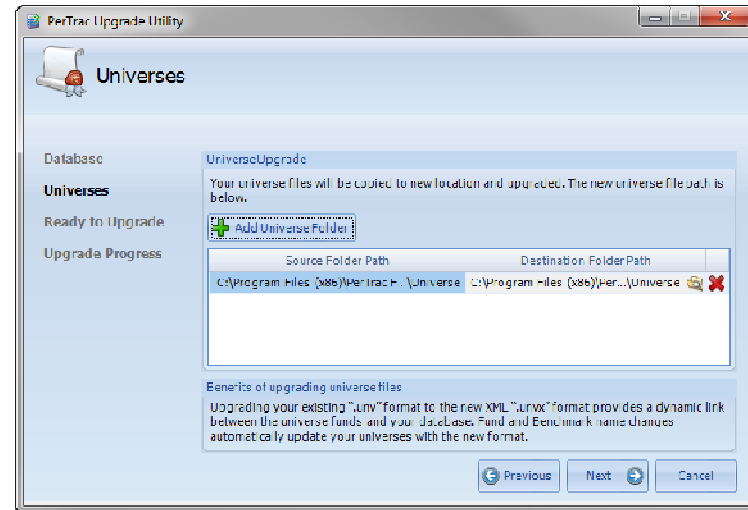 PerTrac Upgrade Utility
Universes
Database
Universes
Ready to Upgrade
Upgrade Progress
UniverseUpgrade
Your universe files will be copied to new location and upgraded. The new universe file path is
below.
Add Universe Folder
Source Folder Path Destination Folder Path
C:\Program Files (x86)\PerTrac F...\Universe C:\Program Files (x86)\Per...\Universe
Benefits of upgrading universe files
Upgrading your existing ".unv" format to the new XML ".unvx" format provides a dynamic link
between the universe funds and your database. Fund and Benchmark name changes
automatically update your universes with the new format.
Previous Next Cancel